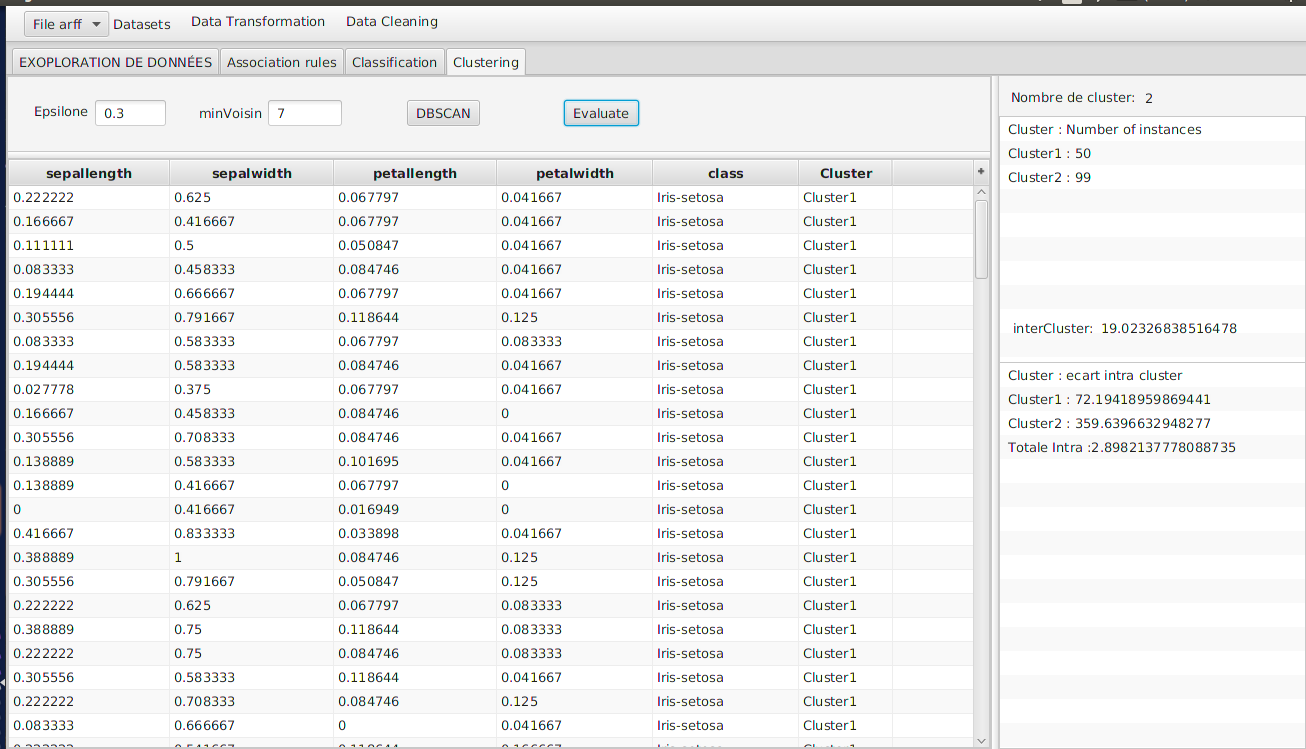 File arff Datasets Data Transformation Data Cleaning
EXOPLORATION DE DONNÉES Association rules Classification Clustering
Epsilone 0.3 minVoisin 7 DBSCAN Evaluate
sepallength sepalwidth petallength petalwidth class Cluster +
0.222222 0.625 0.067797 0.041667 Iris-setosa Cluster1
0.166667 0.416667 0.067797 0.041667 Iris-setosa Cluster1
0.111111 0.5 0.050847 0.041667 Iris-setosa Cluster1
0.083333 0.458333 0.084746 0.041667 Iris-setosa Cluster1
0.194444 0.666667 0.067797 0.041667 Iris-setosa Cluster1
0.305556 0.791667 0.118644 0.125 Iris-setosa Cluster1
0.083333 0.583333 0.067797 0.083333 Iris-setosa Cluster1
0.194444 0.583333 0.084746 0.041667 Iris-setosa Cluster1
0.027778 0.375 0.067797 0.041667 Iris-setosa Cluster1
0.166667 0.458333 0.084746 0 Iris-setosa Cluster1
0.305556 0.708333 0.084746 0.041667 Iris-setosa Cluster1
0.138889 0.583333 0.101695 0.041667 Iris-setosa Cluster1
0.138889 0.416667 0.067797 0 Iris-setosa Cluster1
0 0.416667 0.016949 0 Iris-setosa Cluster1
0.416667 0.833333 0.033898 0.041667 Iris-setosa Cluster1
0.388889 1 0.084746 0.125 Iris-setosa Cluster1
0.305556 0.791667 0.050847 0.125 Iris-setosa Cluster1
0.222222 0.625 0.067797 0.083333 Iris-setosa Cluster1
0.388889 0.75 0.118644 0.083333 Iris-setosa Cluster1
0.222222 0.75 0.084746 0.083333 Iris-setosa Cluster1
0.305556 0.583333 0.118644 0.041667 Iris-setosa Cluster1
0.222222 0.708333 0.084746 0.125 Iris-setosa Cluster1
0.083333 0.666667 0 0.041667 Iris-setosa Cluster1
Nombre de cluster: 2
Cluster : Number of instances
Cluster1 : 50
Cluster2 : 99
interCluster: 19.02326838516478
Cluster : ecart intra cluster
Cluster1 : 72.19418959869441
Cluster2 : 359.6396632948277
Totale Intra :2.8982137778088735